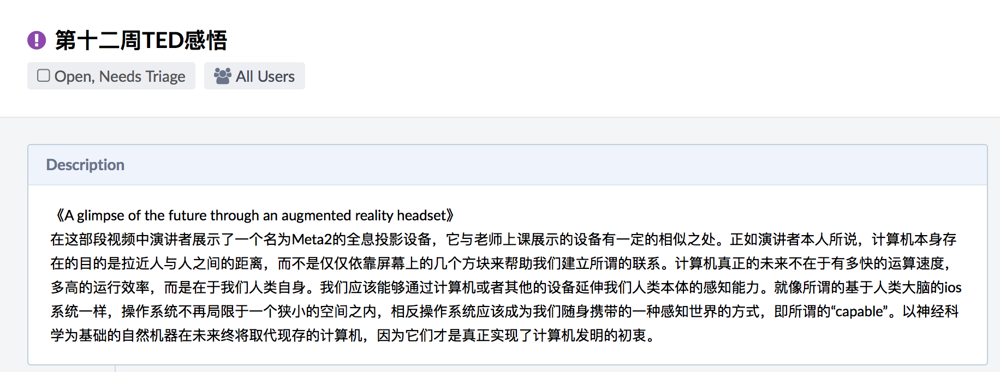 第十二周TED感悟
Open, Needs Triage
All Users
Description
《A glimpse of the future through an augmented reality headset》
在这部段视频中演讲者展示了一个名为Meta2的全息投影设备，它与老师上课展示的设备有一定的相似之处。正如演讲者本人所说，计算机本身存
在的目的是拉近人与人之间的距离，而不是仅仅依靠屏幕上的几个方块来帮助我们建立所谓的联系。计算机真正的未来不在于有多快的运算速度，
多高的运行效率，而是在于我们人类自身。我们应该能够通过计算机或者其他的设备延伸我们人类本体的感知能力。就像所谓的基于人类大脑的ios
系统一样，操作系统不再局限于一个狭小的空间之内，相反操作系统应该成为我们随身携带的一种感知世界的方式，即所谓的“capable”。以神经科
学为基础的自然机器在未来终将取代现存的计算机，因为它们才是真正实现了计算机发明的初衷。